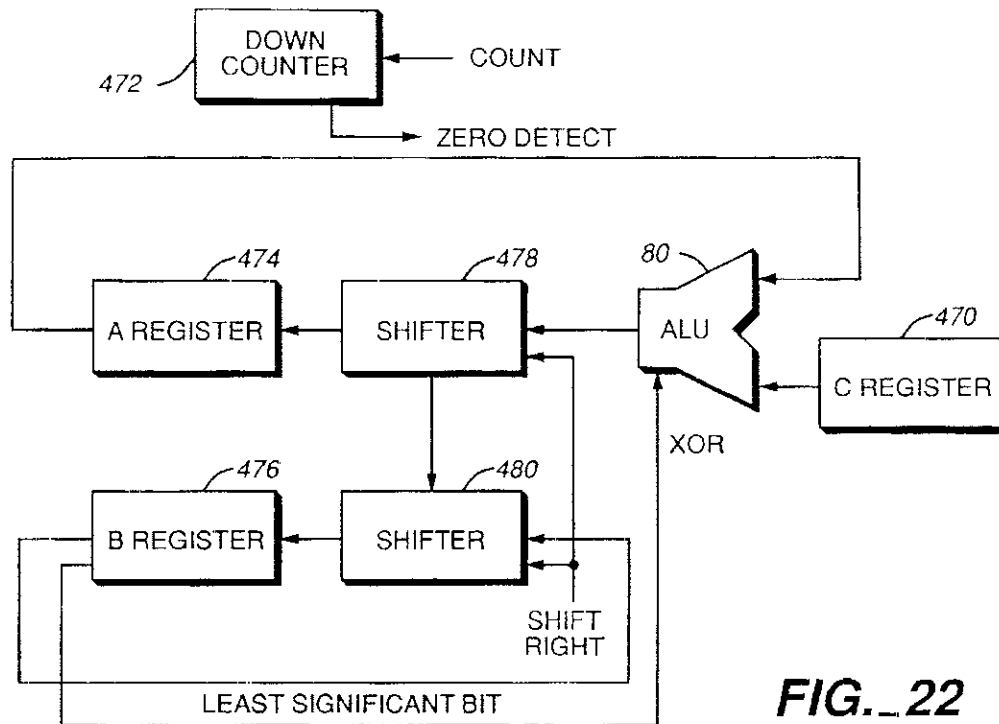 DOWN
COUNTER
472
COUNT
ZERO DETECT
474
478
80
470
A REGISTER
SHIFTER
ALU
C REGISTER
XOR
476
480
B REGISTER
SHIFTER
SHIFT
RIGHT
LEAST SIGNIFICANT BIT
FIG._22